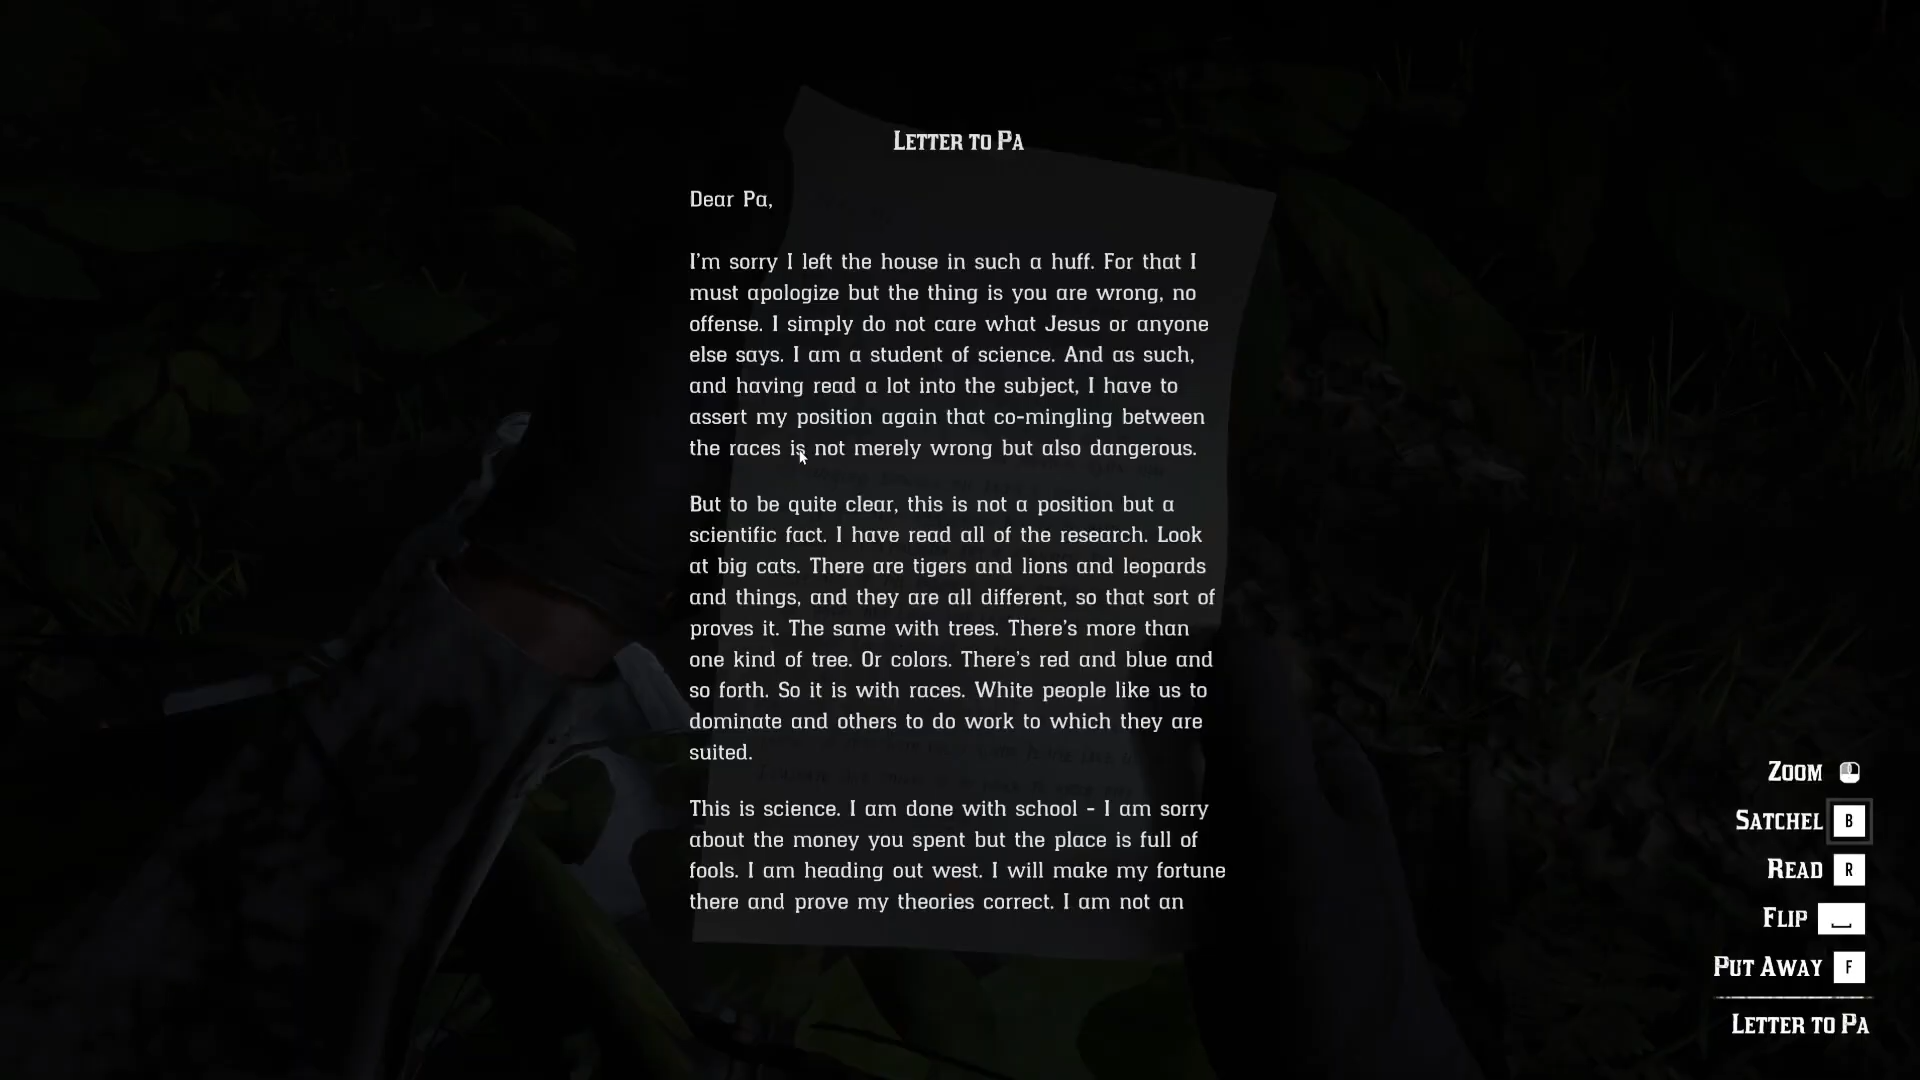 Letter to Pa
Dear Pa,
I'm sorry I left the house in such a huff. For that I
must apologize but the thing is you are wrong, no
offense. I simply do not care what Jesus or anyone
else says. I am a student of science. And as such,
and having read a lot into the subject, I have to
assert my position again that co-mingling between
the races is not merely wrong but also dangerous.
But to be quite clear, this is not a position but a
scientific fact. I have read all of the research. Look
at big cats. There are tigers and lions and leopards
and things, and they are all different, so that sort of
proves it. The same with trees. There's more than
one kind of tree. Or colors. There's red and blue and
so forth. So it is with races. White people like us to
dominate and others to do work to which they are
suited.
This is science. I am done with school - I am sorry
about the money you spent but the place is full of
fools. I am heading out west. I will make my fortune
there and prove my theories correct. I am not an
Zoom
Satchel B
Read R
Flip
Put Away F
Letter to Pa